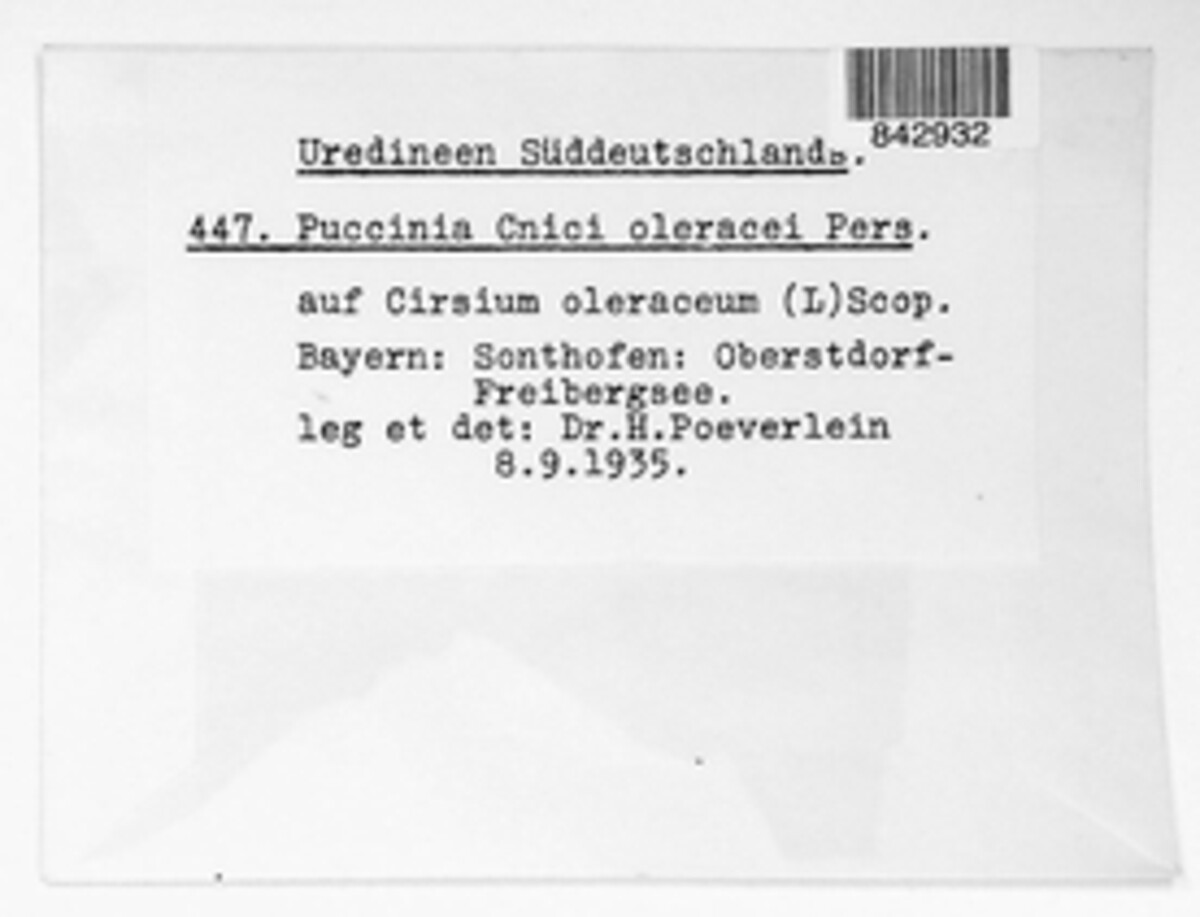 842932
Uredineen Süddeutschlands.
447. Puccinia Cnici oleracei Pers.
auf Cirsium oleraceum (L)Scop.
Bayern: Sonthofen: Oberstdorf-
Freibergsee.
leg et det: Dr.H.Poeverlein
8.9.1935.